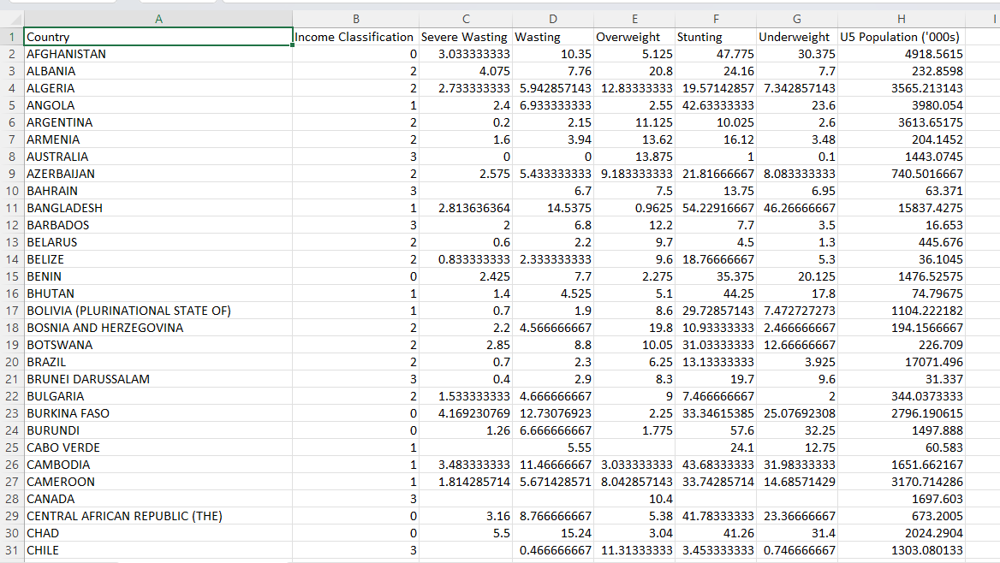 A B C D E F G H I
1 Country Income Classification Severe Wasting Wasting Overweight Stunting Underweight U5 Population ('000s)
2 AFGHANISTAN 0 3.033333333 10.35 5.125 47.775 30.375 4918.5615
3 ALBANIA 2 4.075 7.76 20.8 24.16 7.7 232.8598
4 ALGERIA 2 2.733333333 5.942857143 12.83333333 19.57142857 7.342857143 3565.213143
5 ANGOLA 1 2.4 6.933333333 2.55 42.63333333 23.6 3980.054
6 ARGENTINA 2 0.2 2.15 11.125 10.025 2.6 3613.65175
7 ARMENIA 2 1.6 3.94 13.62 16.12 3.48 204.1452
8 AUSTRALIA 3 0 0 13.875 1 0.1 1443.0745
9 AZERBAIJAN 2 2.575 5.433333333 9.183333333 21.81666667 8.083333333 740.5016667
10 BAHRAIN 3 6.7 7.5 13.75 6.95 63.371
11 BANGLADESH 1 2.813636364 14.5375 0.9625 54.22916667 46.26666667 15837.4275
12 BARBADOS 3 2 6.8 12.2 7.7 3.5 16.653
13 BELARUS 2 0.6 2.2 9.7 4.5 1.3 445.676
14 BELIZE 2 0.833333333 2.333333333 9.6 18.76666667 5.3 36.1045
15 BENIN 0 2.425 7.7 2.275 35.375 20.125 1476.52575
16 BHUTAN 1 1.4 4.525 5.1 44.25 17.8 74.79675
17 BOLIVIA (PLURINATIONAL STATE OF) 1 0.7 1.9 8.6 29.72857143 7.472727273 1104.222182
18 BOSNIA AND HERZEGOVINA 2 2.2 4.566666667 19.8 10.93333333 2.466666667 194.1566667
19 BOTSWANA 2 2.85 8.8 10.05 31.03333333 12.66666667 226.709
20 BRAZIL 2 0.7 2.3 6.25 13.13333333 3.925 17071.496
21 BRUNEI DARUSSALAM 3 0.4 2.9 8.3 19.7 9.6 31.337
22 BULGARIA 2 1.533333333 4.666666667 9 7.466666667 2 344.0373333
23 BURKINA FASO 0 4.169230769 12.73076923 2.25 33.34615385 25.07692308 2796.190615
24 BURUNDI 0 1.26 6.666666667 1.775 57.6 32.25 1497.888
25 CABO VERDE 1 5.55 24.1 12.75 60.583
26 CAMBODIA 1 3.483333333 11.46666667 3.033333333 43.68333333 31.98333333 1651.662167
27 CAMEROON 1 1.814285714 5.671428571 8.042857143 33.74285714 14.68571429 3170.714286
28 CANADA 3 10.4 1697.603
29 CENTRAL AFRICAN REPUBLIC (THE) 0 3.16 8.766666667 5.38 41.78333333 23.36666667 673.2005
30 CHAD 0 5.5 15.24 3.04 41.26 31.4 2024.2904
31 CHILE 3 0.466666667 11.31333333 3.453333333 0.746666667 1303.080133